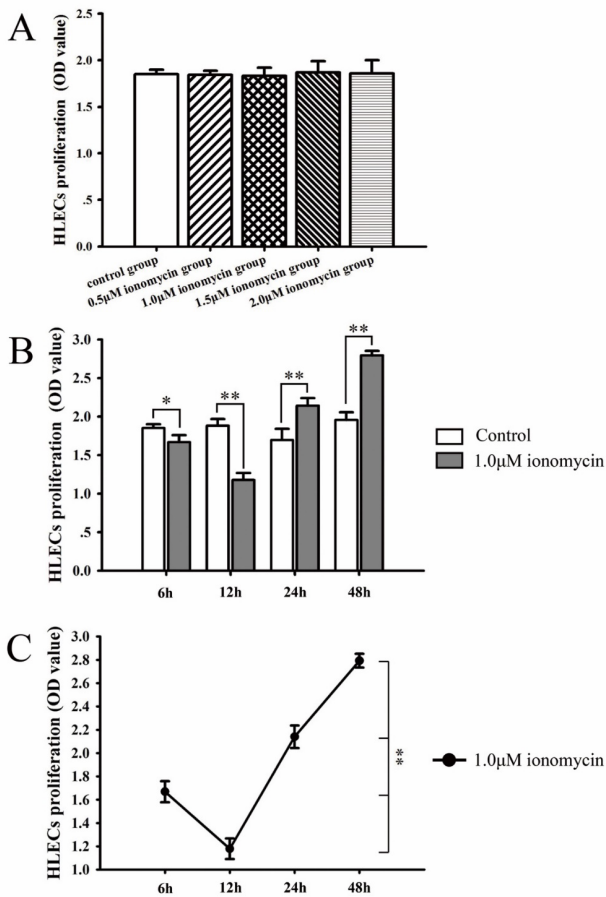 A
HLECs proliferation (OD value)
2.5
2.0
1.5
1.0
.5
0.0
control group
0.5μM ionomycin group
1.0μM ionomycin group
1.5μM ionomycin group
2.0μM ionomycin group
B
HLECs proliferation (OD value)
3.0
2.5
2.0
1.5
1.0
.5
0.0
*
**
**
**
6h
12h
24h
48h
Control
1.0μM ionomycin
C
HLECs proliferation (OD value)
3.0
2.8
2.6
2.4
2.2
2.0
1.8
1.6
1.4
1.2
1.0
6h
12h
24h
48h
**
1.0μM ionomycin